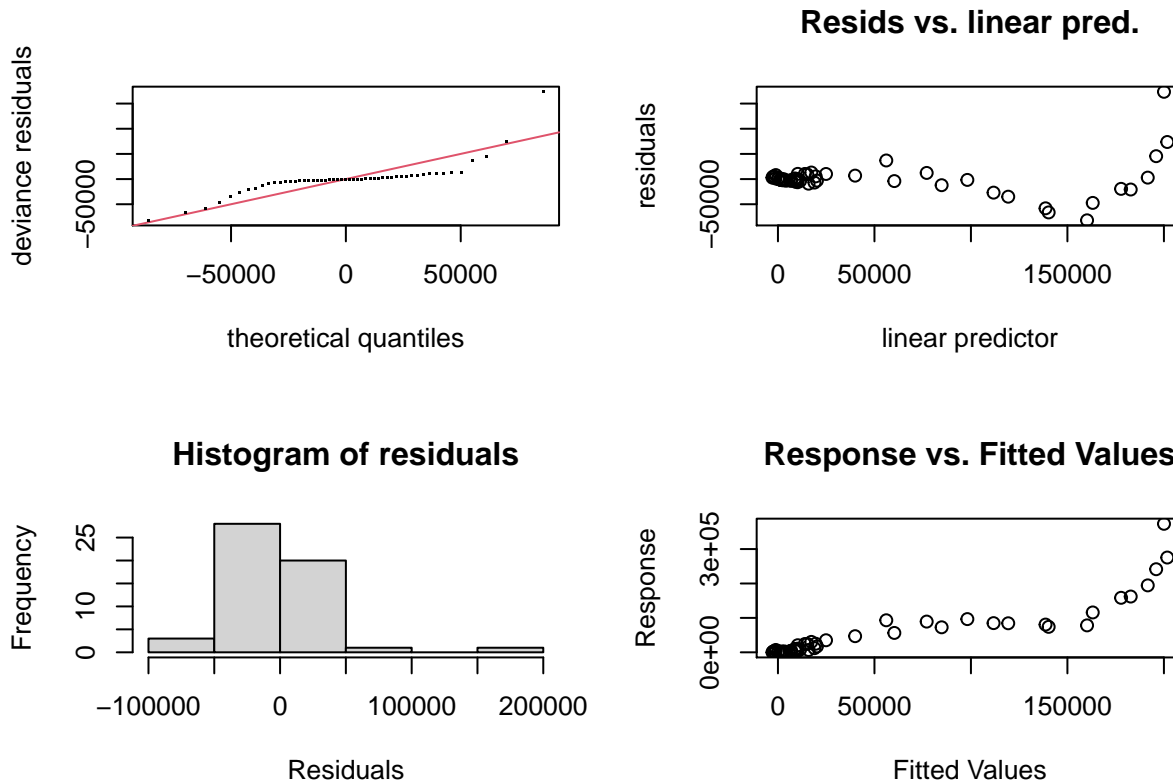 deviance residuals
−50000
−50000
0
50000
theoretical quantiles
Resids vs. linear pred.
residuals
−50000
0
50000
150000
linear predictor
Histogram of residuals
Frequency
0
10
25
−100000
0
100000
200000
Residuals
Response vs. Fitted Values
Response
0e+00
3e+05
0
50000
150000
Fitted Values